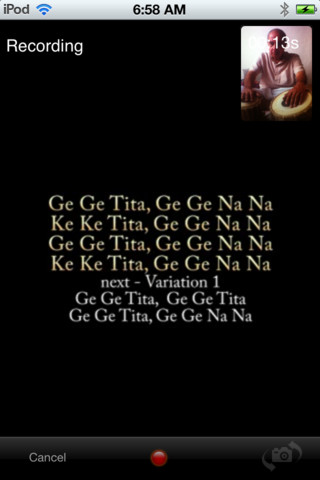 iPod
6:58 AM
Recording
13s
Ge Ge Tita, Ge Ge Na Na
Ke Ke Tita, Ge Ge Na Na
Ge Ge Tita, Ge Ge Na Na
Ke Ke Tita, Ge Ge Na Na
next - Variation 1
Ge Ge Tita, Ge Ge Tita
Ge Ge Tita, Ge Ge Na Na
Cancel